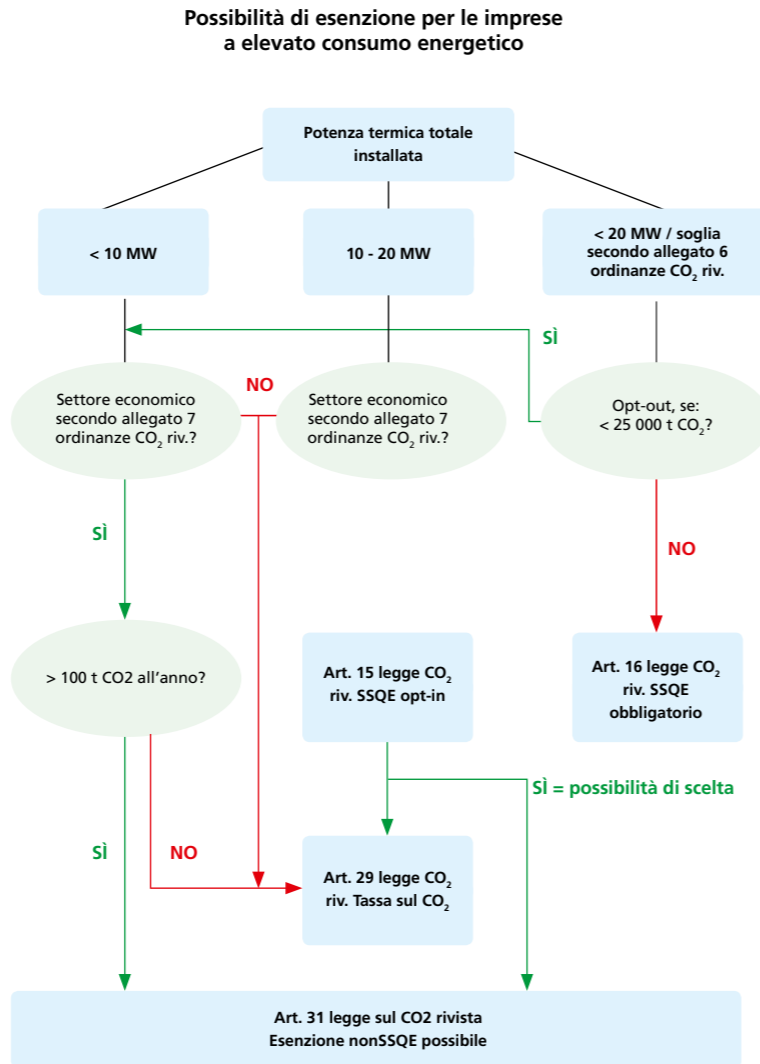 Possibilità di esenzione per le imprese
a elevato consumo energetico
Potenza termica totale
installata
< 10 MW
10 - 20 MW
< 20 MW / soglia
secondo allegato 6
ordinanze CO₂ riv.
SÌ
Settore economico
secondo allegato 7
ordinanze CO₂ riv.?
NO
Settore economico
secondo allegato 7
ordinanze CO₂ riv.?
Opt-out, se:
< 25 000 t CO₂?
SÌ
NO
> 100 t CO2 all'anno?
Art. 15 legge CO₂
riv. SSQE opt-in
Art. 16 legge CO₂
riv. SSQE
obbligatorio
SÌ = possibilità di scelta
SÌ
NO
Art. 29 legge CO₂
riv. Tassa sul CO₂
Art. 31 legge sul CO2 rivista
Esenzione nonSSQE possibile